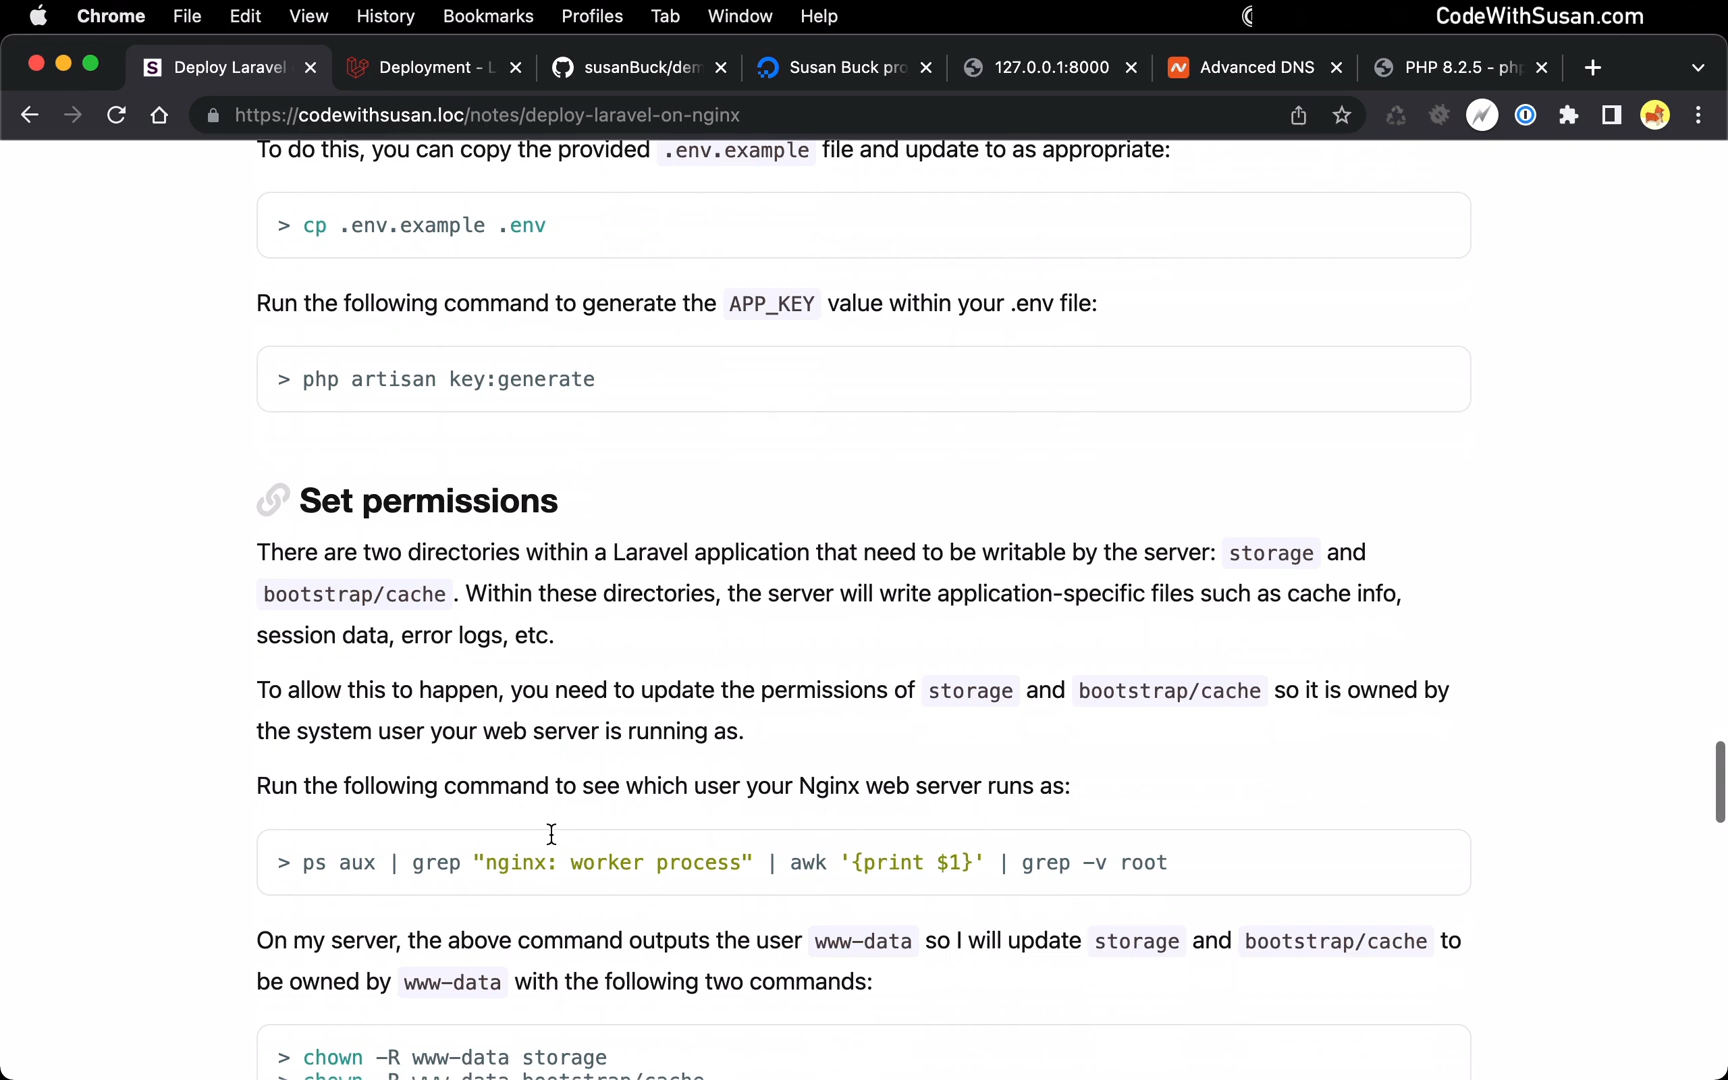 Chrome File Edit View History Bookmarks Profiles Tab Window Help CodeWithSusan.com
S Deploy Laravel Deployment - L susanBuck/den Susan Buck pro 127.0.0.1:8000 Advanced DNS PHP 8.2.5 - ph
https://codewithsusan.loc/notes/deploy-laravel-on-nginx
To do this, you can copy the provided .env.example file and update to as appropriate:
> cp .env.example .env
Run the following command to generate the APP_KEY value within your .env file:
> php artisan key:generate
Set permissions
There are two directories within a Laravel application that need to be writable by the server: storage and
bootstrap/cache . Within these directories, the server will write application-specific files such as cache info,
session data, error logs, etc.
To allow this to happen, you need to update the permissions of storage and bootstrap/cache so it is owned by
the system user your web server is running as.
Run the following command to see which user your Nginx web server runs as:
> ps aux | grep "nginx: worker process" | awk '{print $1}' | grep -v root
On my server, the above command outputs the user www-data so I will update storage and bootstrap/cache to
be owned by www-data with the following two commands:
> chown -R www-data storage
> chown -R www-data bootstrap/cache